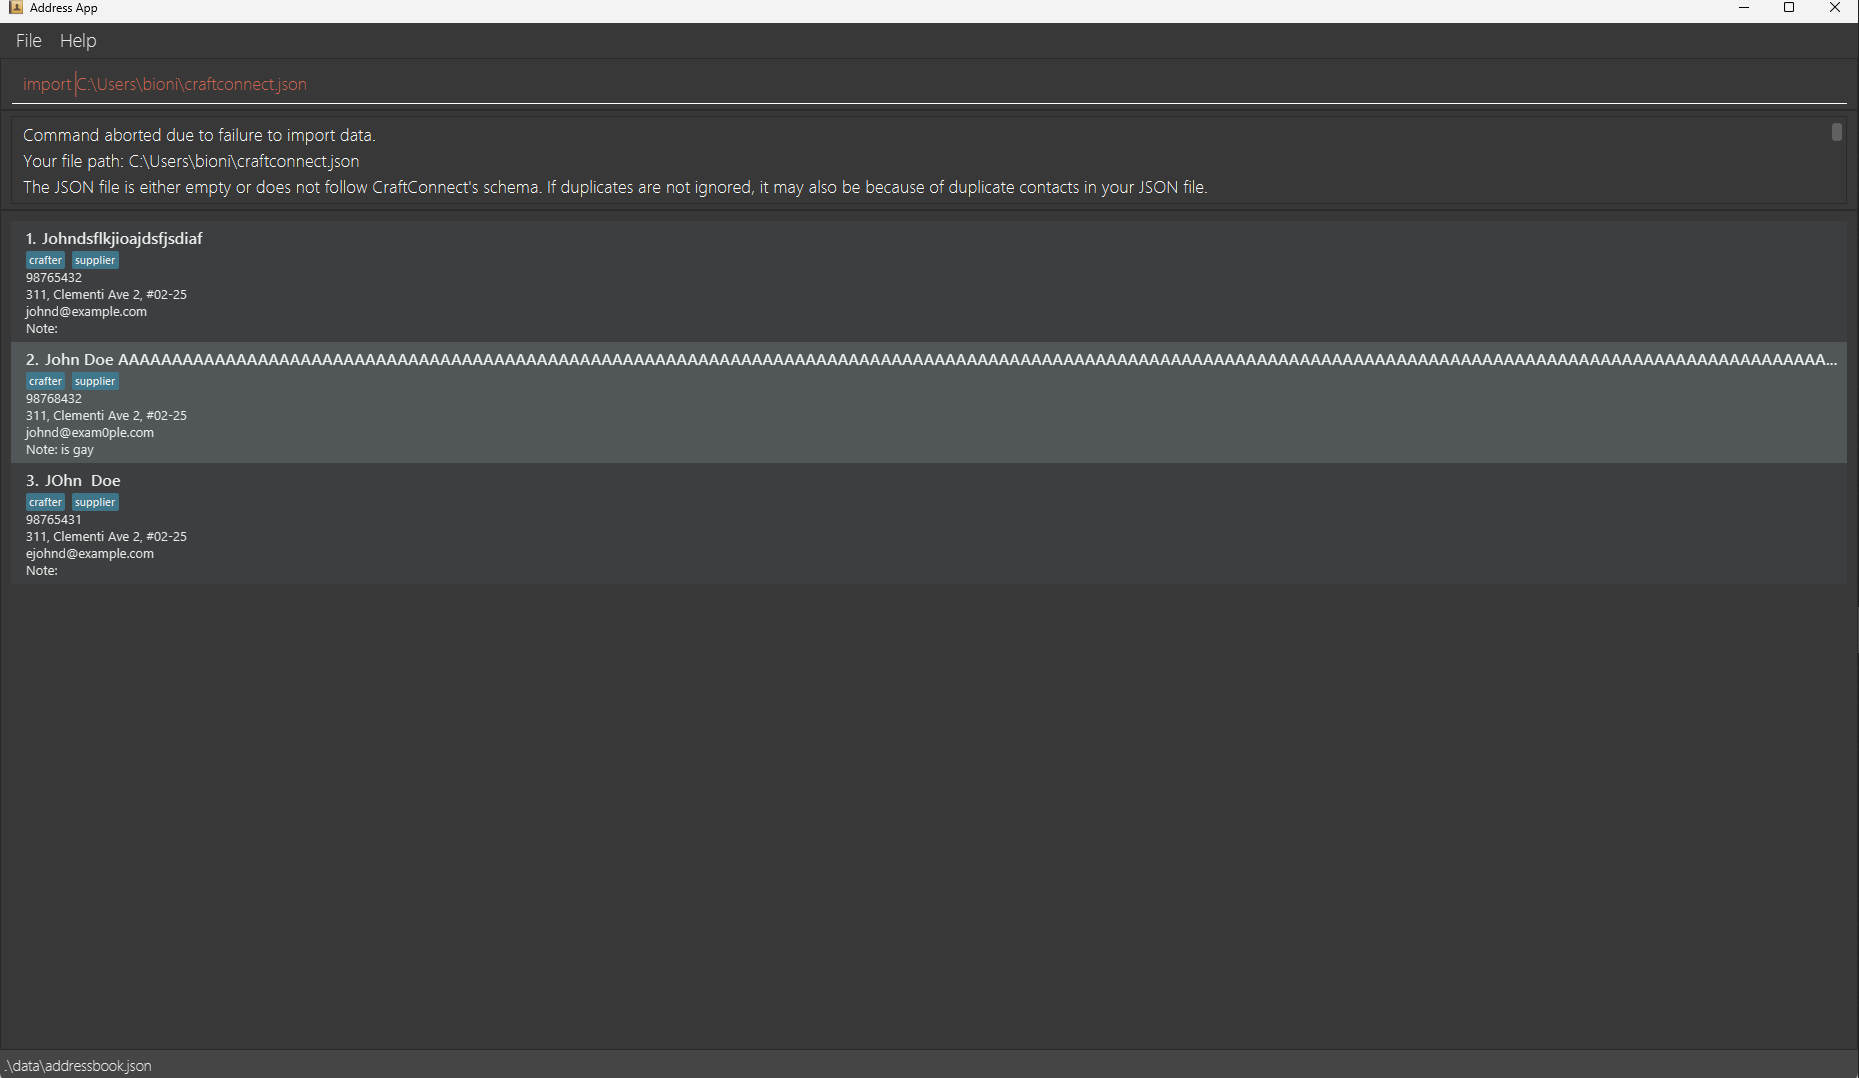 Address App
File Help
import C:\Users\bioni\craftconnect.json
Command aborted due to failure to import data.
Your file path: C:\Users\bioni\craftconnect.json
The JSON file is either empty or does not follow CraftConnect's schema. If duplicates are not ignored, it may also be because of duplicate contacts in your JSON file.
1. Johndsflkjioajdsfjsdiaf
crafter supplier
98765432
311, Clementi Ave 2, #02-25
johnd@example.com
Note:
2. John Doe
crafter supplier
98768432
311, Clementi Ave 2, #02-25
johnd@exam0ple.com
Note: is gay
3. JOhn  Doe
crafter supplier
98765431
311, Clementi Ave 2, #02-25
ejohnd@example.com
Note:
.\data\addressbook.json